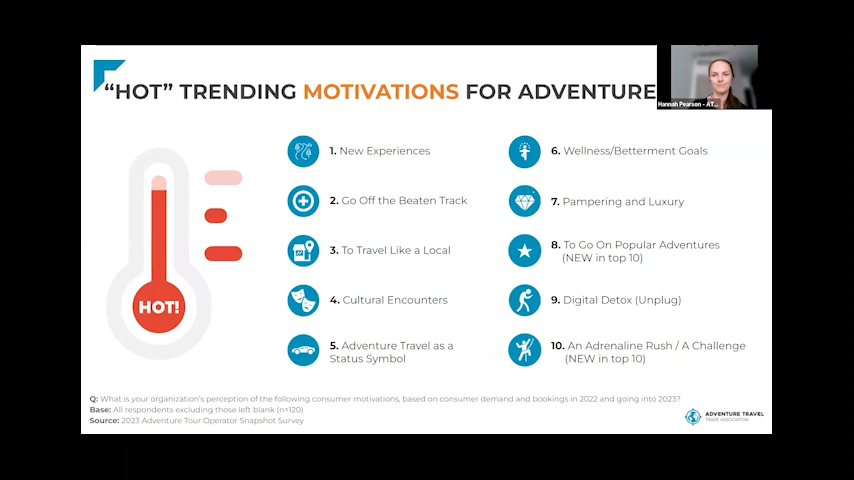 “HOT” TRENDING MOTIVATIONS FOR ADVENTURE
Hannah Pearson - AT...
HOT!
1. New Experiences
2. Go Off the Beaten Track
3. To Travel Like a Local
4. Cultural Encounters
5. Adventure Travel as a
Status Symbol
6. Wellness/Betterment Goals
7. Pampering and Luxury
8. To Go On Popular Adventures
(NEW in top 10)
9. Digital Detox (Unplug)
10. An Adrenaline Rush / A Challenge
(NEW in top 10)
Q: What is your organization’s perception of the following consumer motivations, based on consumer demand and bookings in 2022 and going into 2023?
Base: All respondents excluding those left blank (n=120)
Source: 2023 Adventure Tour Operator Snapshot Survey
ADVENTURE TRAVEL
TRADE ASSOCIATION